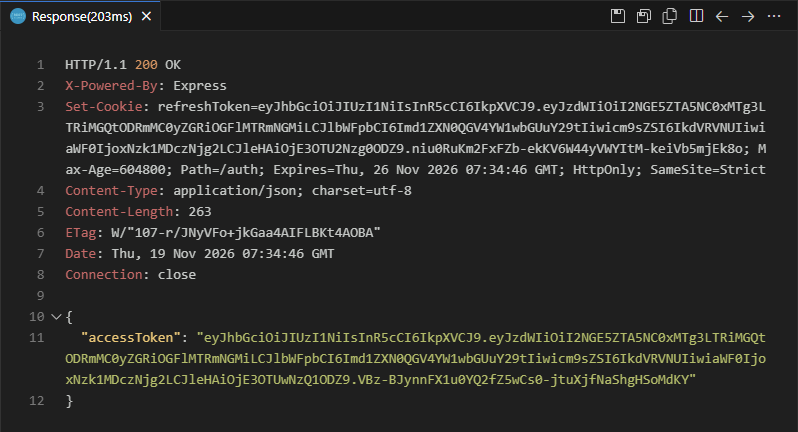 Response(203ms)
1 HTTP/1.1 200 OK
2 X-Powered-By: Express
3 Set-Cookie: refreshToken=eyJhbGciOiJIUzI1NiIsInR5cCI6IkpXVCJ9.eyJzdWIiOiI2NGE5ZTA5NC0xMTg3L
TRiMGQtODRmMC0yZGRiOGFlMTRmNGMiLCJlbWFpbCI6Imd1ZXN0QGV4YW1wbGUuY29tIiwicm9sZSI6IkdVRVNUIiwi
aWF0IjoxNzk1MDczNjg2LCJleHAiOjE3OTU2Nzg0ODZ9.niu0RuKm2FxFZb-ekKV6W44yVWYItM-keiVb5mjEk8o; M
ax-Age=604800; Path=/auth; Expires=Thu, 26 Nov 2026 07:34:46 GMT; HttpOnly; SameSite=Strict
4 Content-Type: application/json; charset=utf-8
5 Content-Length: 263
6 ETag: W/"107-r/JNyVFo+jkGaa4AIFLBKt4AOBA"
7 Date: Thu, 19 Nov 2026 07:34:46 GMT
8 Connection: close
9
10 {
11 "accessToken": "eyJhbGciOiJIUzI1NiIsInR5cCI6IkpXVCJ9.eyJzdWIiOiI2NGE5ZTA5NC0xMTg3LTRiMGQt
ODRmMC0yZGRiOGFlMTRmNGMiLCJlbWFpbCI6Imd1ZXN0QGV4YW1wbGUuY29tIiwicm9sZSI6IkdVRVNUIiwiaWF0Ijo
xNzk1MDczNjg2LCJleHAiOjE3OTUwNzQ1ODZ9.VBz-BJynnFX1u0YQ2fZ5wCs0-jtuXjfNaShgHSoMdKY"
12 }